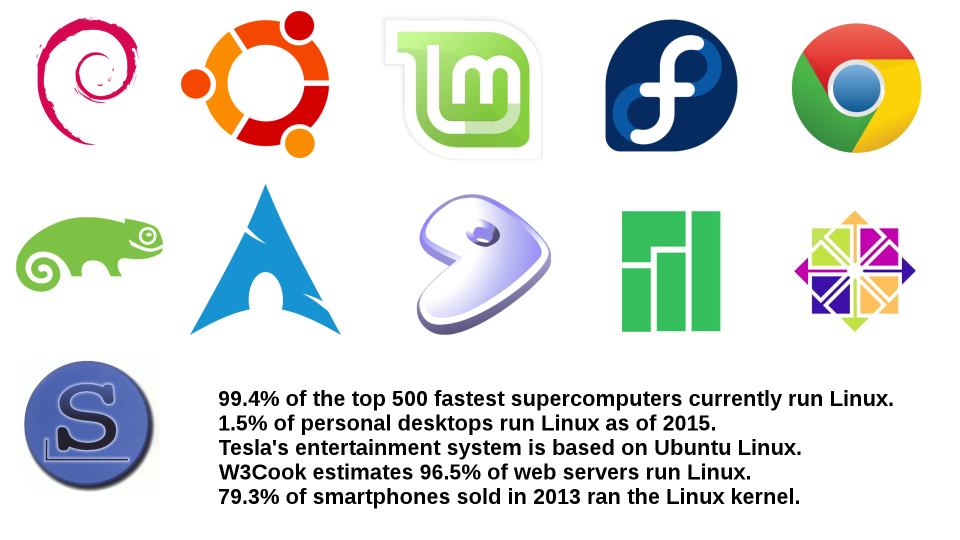 lm
f
S
99.4% of the top 500 fastest supercomputers currently run Linux.
1.5% of personal desktops run Linux as of 2015.
Tesla's entertainment system is based on Ubuntu Linux.
W3Cook estimates 96.5% of web servers run Linux.
79.3% of smartphones sold in 2013 ran the Linux kernel.